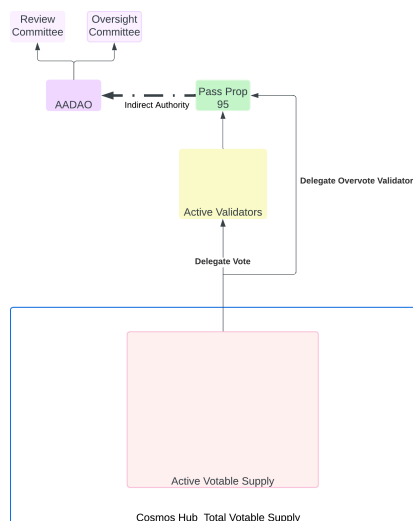 Review
Committee
Oversight
Committee
AADAO
Indirect Authority
Pass Prop
95
Delegate Overvote Validator
Active Validators
Delegate Vote
Active Votable Supply
Cosmos Hub Total Votable Supply